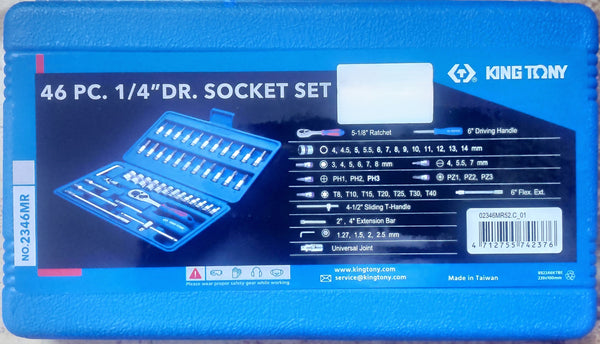 46 PC. 1/4"DR. SOCKET SET
KING TONY
5-1/8" Ratchet
6" Driving Handle
4, 4.5, 5, 5.5, 6, 7, 8, 9, 10, 11, 12, 13, 14 mm
3, 4, 5, 6, 7, 8 mm
4, 5.5, 7 mm
PH1, PH2, PH3
PZ1, PZ2, PZ3
T8, T10, T15, T20, T25, T30, T40
6" Flex. Ext.
4-1/2" Sliding T-Handle
2", 4" Extension Bar
1.27, 1.5, 2, 2.5 mm
Universal Joint
02346MR52.C_01
4 712755 742376
NO.2346MR
Please wear proper safety gear while working.
www.kingtony.com
service@kingtony.com
Made in Taiwan